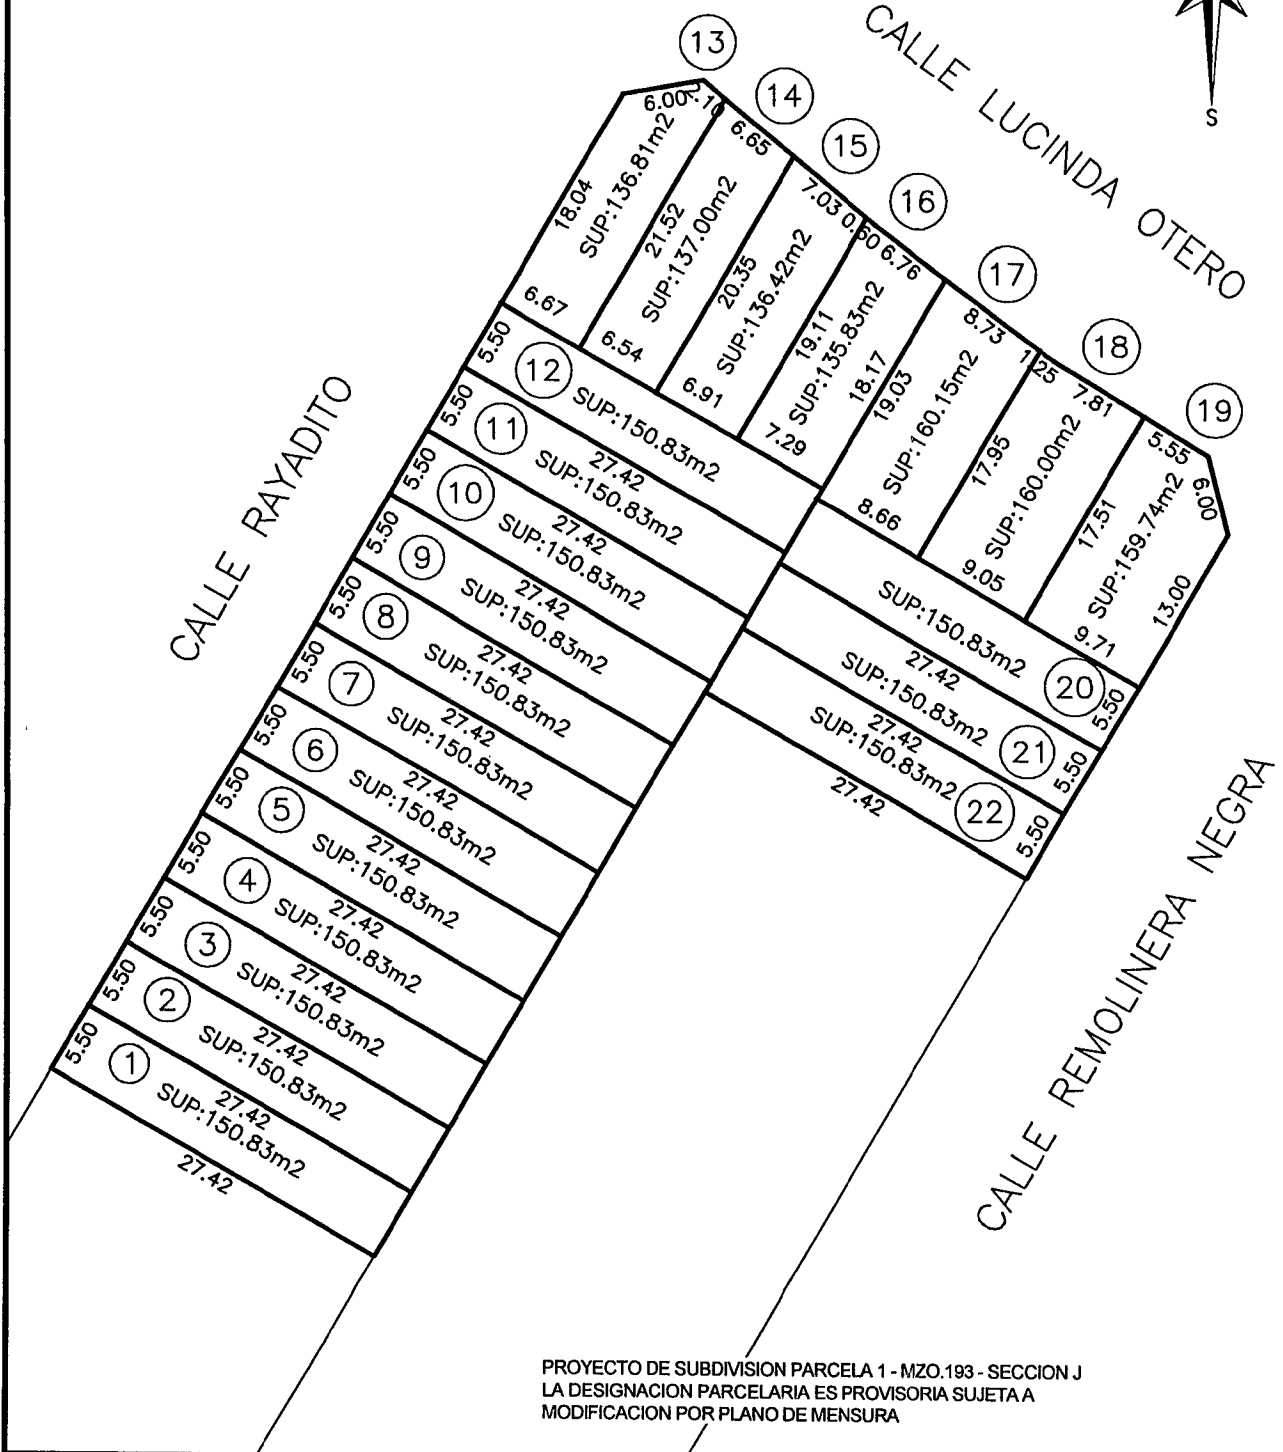 S
CALLE LUCINDA OTERO
CALLE RAYADITO
CALLE REMOLINERA NEGRA
13
6.00
2.10
18.04
SUP:136.81m2
6.67
14
6.65
21.52
SUP:137.00m2
6.54
15
7.03
0.60
20.35
SUP:136.42m2
6.91
16
6.76
19.11
SUP:135.83m2
18.17
7.29
17
8.73
1.25
19.03
SUP:160.15m2
8.66
18
7.81
17.95
SUP:160.00m2
9.05
19
5.55
6.00
17.51
SUP:159.74m2
13.00
9.71
5.50
12
SUP:150.83m2
27.42
5.50
11
SUP:150.83m2
27.42
5.50
10
SUP:150.83m2
27.42
5.50
9
SUP:150.83m2
27.42
5.50
8
SUP:150.83m2
27.42
5.50
7
SUP:150.83m2
27.42
5.50
6
SUP:150.83m2
27.42
5.50
5
SUP:150.83m2
27.42
5.50
4
SUP:150.83m2
27.42
5.50
3
SUP:150.83m2
27.42
5.50
2
SUP:150.83m2
27.42
5.50
1
SUP:150.83m2
27.42
SUP:150.83m2
20
5.50
27.42
SUP:150.83m2
21
5.50
27.42
SUP:150.83m2
22
5.50
27.42
PROYECTO DE SUBDIVISION PARCELA 1 - MZO.193 - SECCION J
LA DESIGNACION PARCELARIA ES PROVISORIA SUJETA A
MODIFICACION POR PLANO DE MENSURA